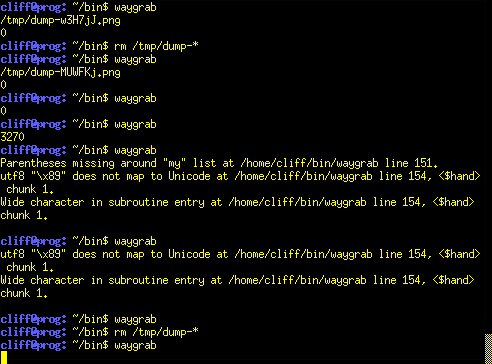 cliff@prog: ~/bin$ waygrab
/tmp/dump-w3H7jJ.png
0
cliff@prog: ~/bin$ rm /tmp/dump-*
cliff@prog: ~/bin$ waygrab
/tmp/dump-MUWFKj.png
0
cliff@prog: ~/bin$ waygrab
0
cliff@prog: ~/bin$ waygrab
3270
cliff@prog: ~/bin$ waygrab
Parentheses missing around "my" list at /home/cliff/bin/waygrab line 151.
utf8 "\x89" does not map to Unicode at /home/cliff/bin/waygrab line 154, <$hand>
 chunk 1.
Wide character in subroutine entry at /home/cliff/bin/waygrab line 154, <$hand>
chunk 1.
cliff@prog: ~/bin$ waygrab
utf8 "\x89" does not map to Unicode at /home/cliff/bin/waygrab line 154, <$hand>
 chunk 1.
Wide character in subroutine entry at /home/cliff/bin/waygrab line 154, <$hand>
chunk 1.
cliff@prog: ~/bin$ waygrab
cliff@prog: ~/bin$ rm /tmp/dump-*
cliff@prog: ~/bin$ waygrab